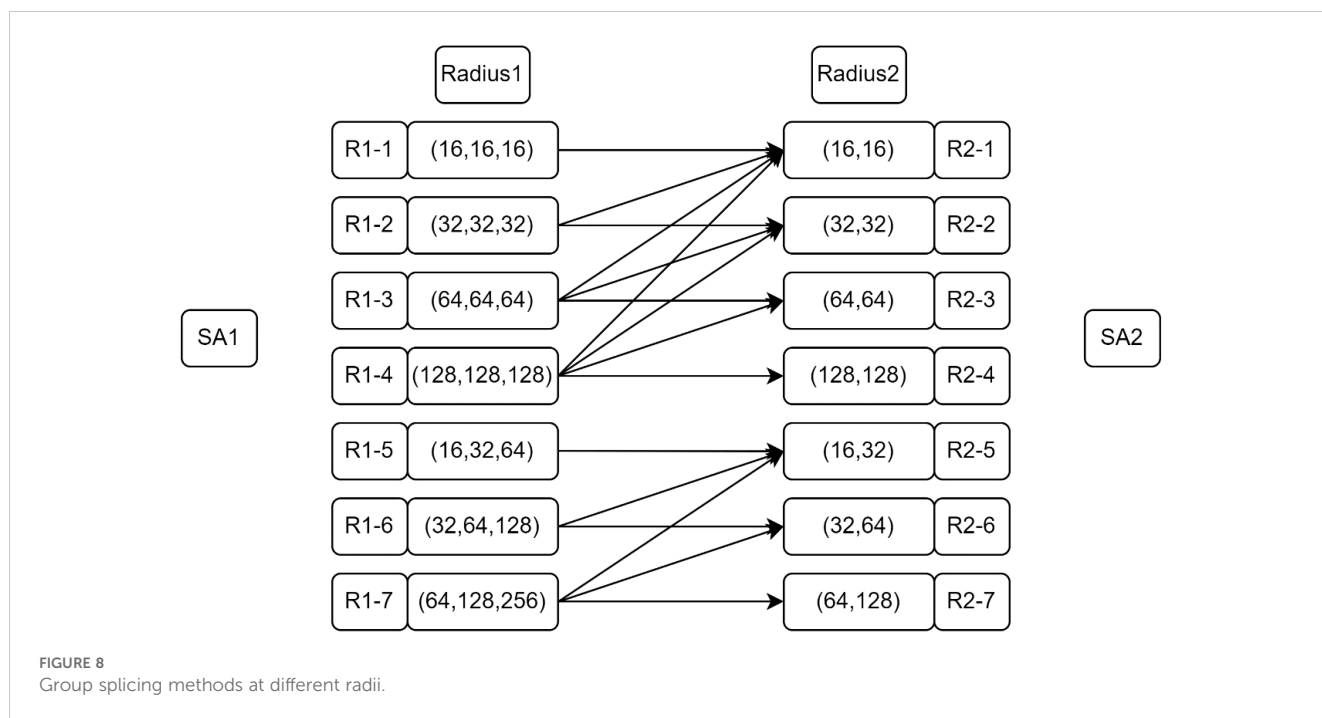 Radius1 Radius2
R1-1 (16,16,16) (16,16) R2-1
R1-2 (32,32,32) (32,32) R2-2
R1-3 (64,64,64) (64,64) R2-3
SA1 SA2
R1-4 (128,128,128) (128,128) R2-4
R1-5 (16,32,64) (16,32) R2-5
R1-6 (32,64,128) (32,64) R2-6
R1-7 (64,128,256) (64,128) R2-7
FIGURE 8
Group splicing methods at different radii.